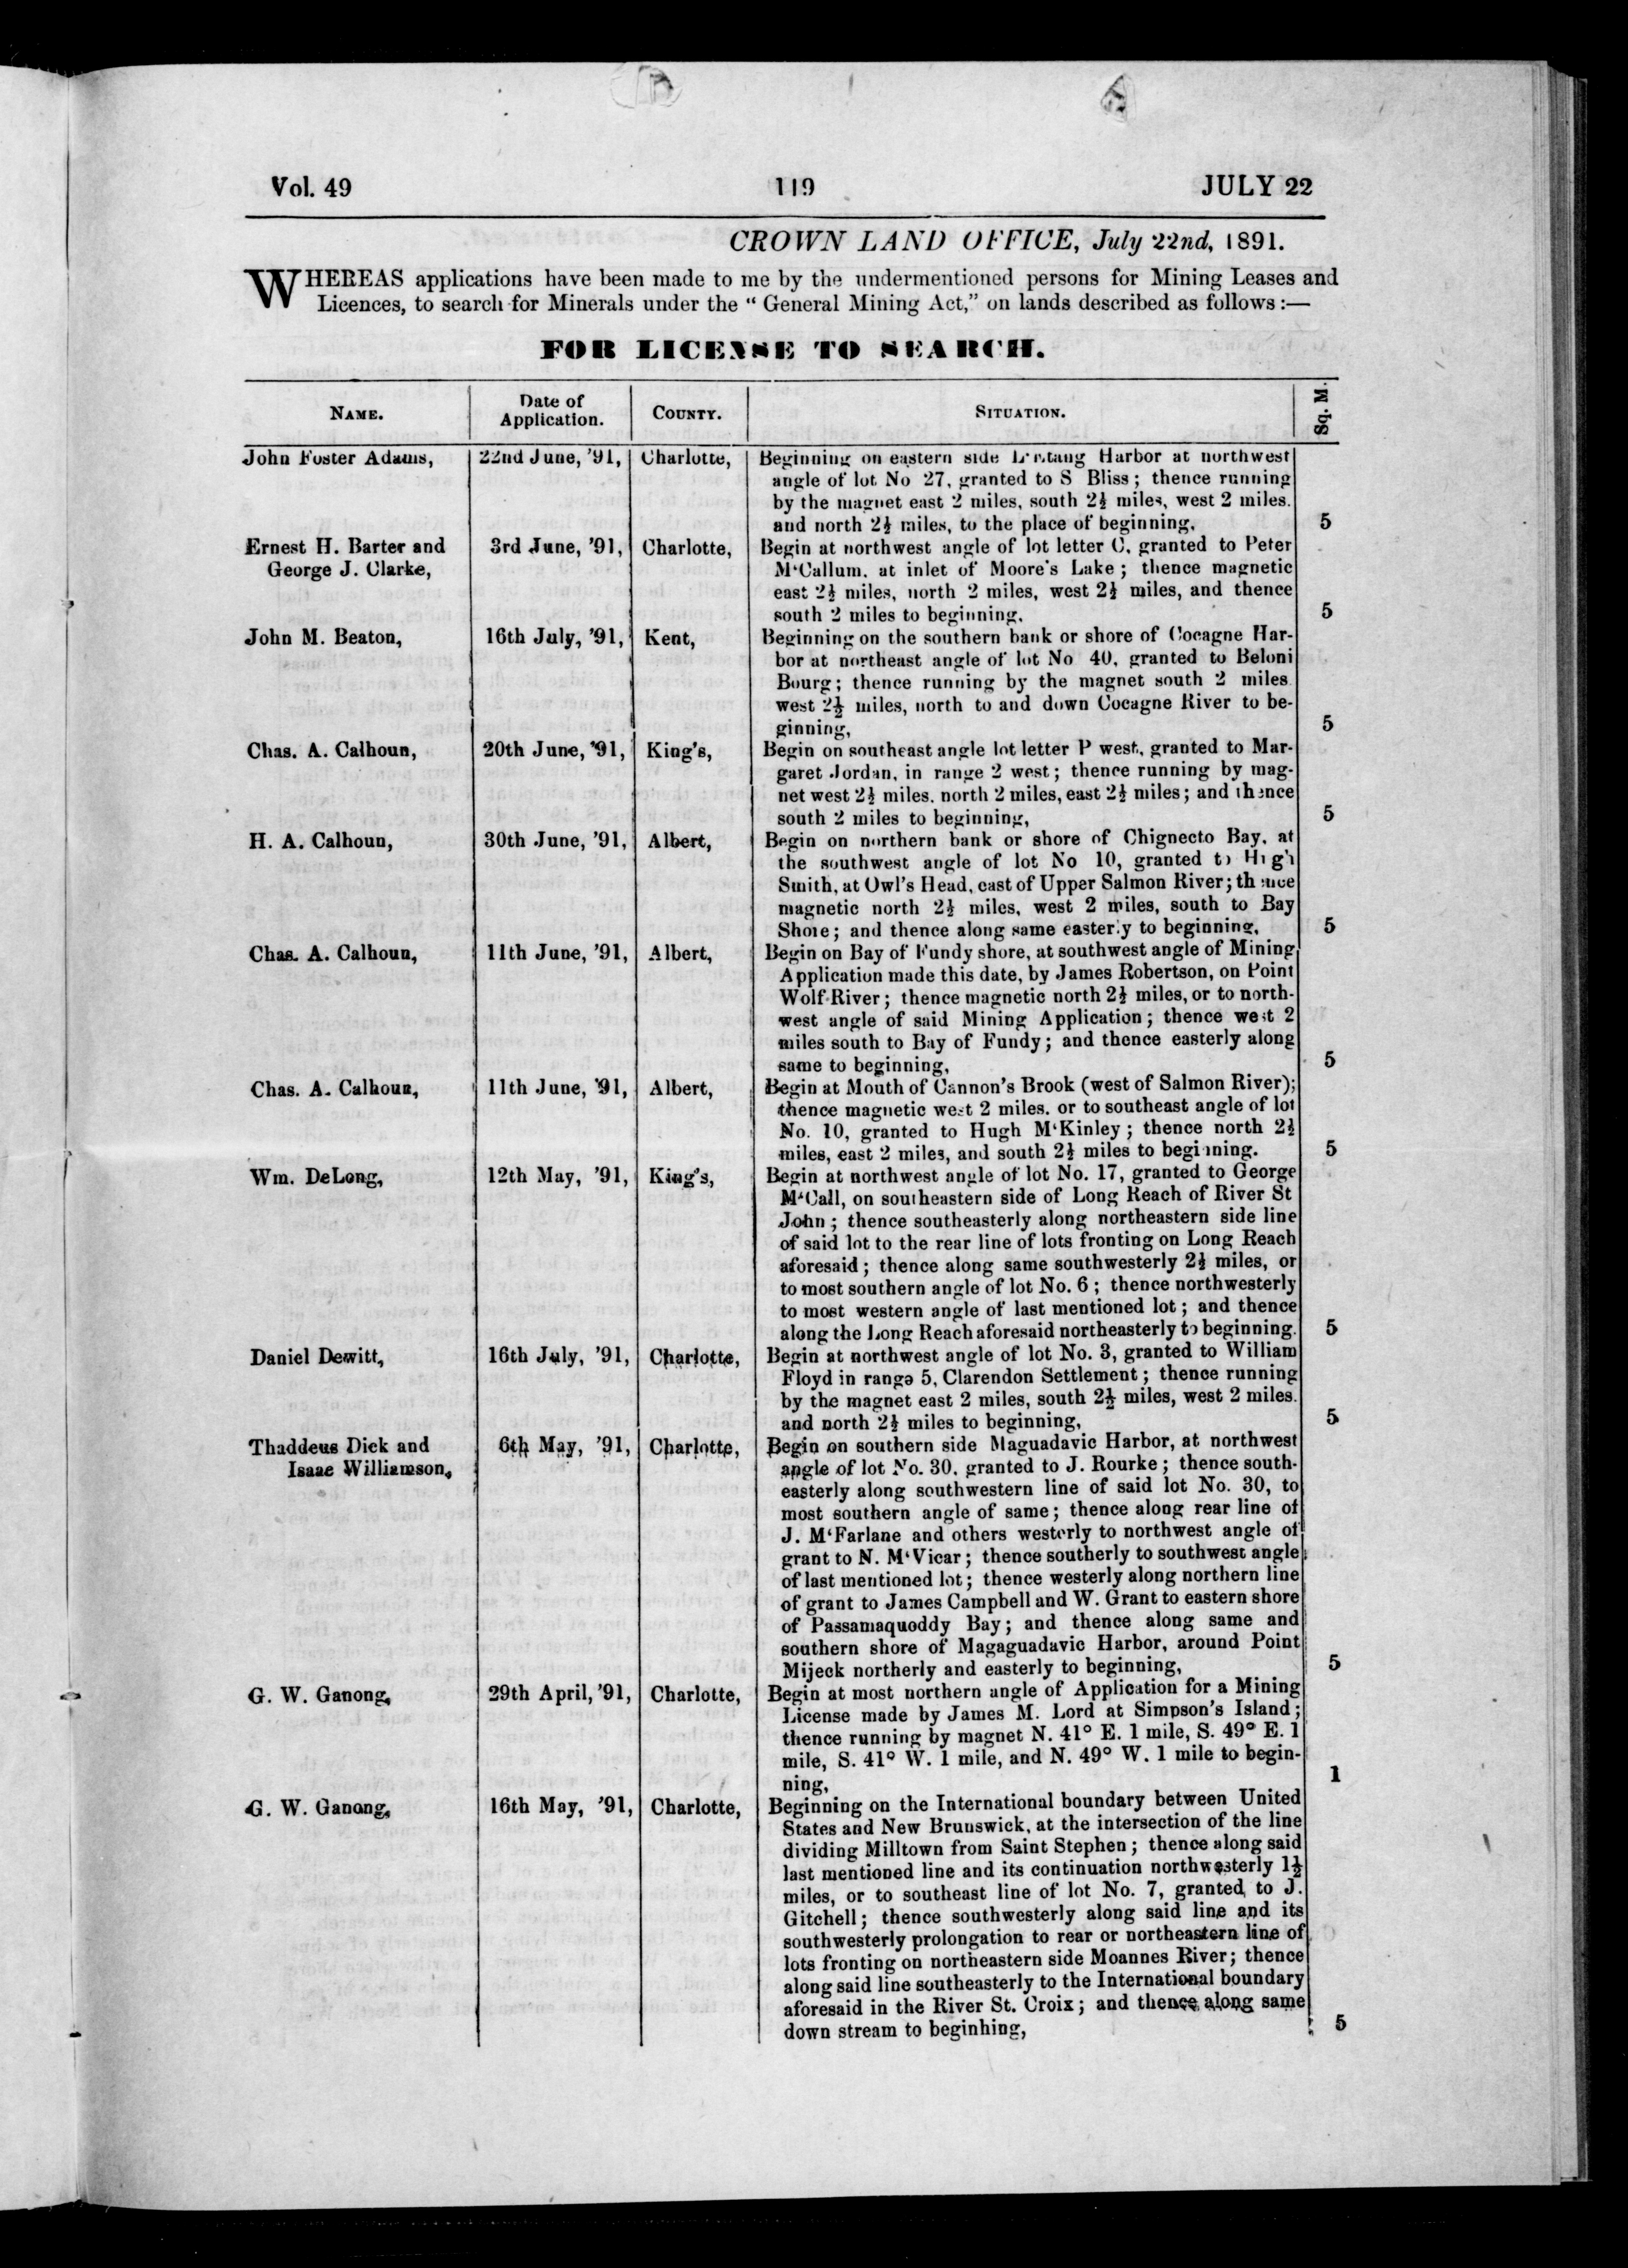 Vol. 49 119 JULY 22
CROWN LAND OFFICE, July 22nd, 1891.
WHEREAS applications have been made to me by the undermentioned persons for Mining Leases and
Licences, to search for Minerals under the " General Mining Act," on lands described as follows :—
FOR LICENSE TO SEARCH.
NAME. Date of Application. COUNTY. SITUATION. Sq. M.
John Foster Adams, 22nd June, '91, Charlotte, Beginning on eastern side Harbor at northwest
angle of lot No 27, granted to S Bliss ; thence running
by the magnet east 2 miles, south 2½ miles, west 2 miles.
and north 2½ miles, to the place of beginning, 5
Ernest H. Barter and 3rd June, '91, Charlotte, Begin at northwest angle of lot letter C, granted to Peter
George J. Clarke, M'Callum, at inlet of Moore's Lake ; thence magnetic
east 2½ miles, north 2 miles, west 2½ miles, and thence
south 2 miles to beginning, 5
John M. Beaton, 16th July, '91, Kent, Beginning on the southern bank or shore of Cocagne Har-
bor at northeast angle of lot No 40, granted to Beloni
Bourg ; thence running by the magnet south 2 miles
west 2½ miles, north to and down Cocagne River to be-
ginning, 5
Chas. A. Calhoun, 20th June, '91, King's, Begin on southeast angle lot letter P west, granted to Mar-
garet Jordan, in range 2 west ; thence running by mag-
net west 2½ miles. north 2 miles, east 2½ miles ; and thence
south 2 miles to beginning, 5
H. A. Calhoun, 30th June, '91, Albert, Begin on northern bank or shore of Chignecto Bay, at
the southwest angle of lot No 10, granted to Hugh
Smith, at Owl's Head, east of Upper Salmon River ; thence
magnetic north 2½ miles, west 2 miles, south to Bay
Shore ; and thence along same easterly to beginning, 5
Chas. A. Calhoun, 11th June, '91, Albert, Begin on Bay of Fundy shore, at southwest angle of Mining
Application made this date, by James Robertson, on Point
Wolf River ; thence magnetic north 2½ miles, or to north-
west angle of said Mining Application ; thence west 2
miles south to Bay of Fundy ; and thence easterly along
same to beginning, 5
Chas. A. Calhoun, 11th June, '91, Albert, Begin at Mouth of Cannon's Brook (west of Salmon River);
thence magnetic west 2 miles. or to southeast angle of lot
No. 10, granted to Hugh M'Kinley ; thence north 2½
miles, east 2 miles, and south 2½ miles to beginning. 5
Wm. DeLong, 12th May, '91, King's, Begin at northwest angle of lot No. 17, granted to George
M'Call, on southeastern side of Long Reach of River St
John ; thence southeasterly along northeastern side line
of said lot to the rear line of lots fronting on Long Reach
aforesaid ; thence along same southwesterly 2½ miles, or
to most southern angle of lot No. 6 ; thence northwesterly
to most western angle of last mentioned lot ; and thence
along the Long Reach aforesaid northeasterly to beginning. 5
Daniel Dewitt, 16th July, '91, Charlotte, Begin at northwest angle of lot No. 3, granted to William
Floyd in range 5, Clarendon Settlement ; thence running
by the magnet east 2 miles, south 2½ miles, west 2 miles.
and north 2½ miles to beginning, 5
Thaddeus Dick and 6th May, '91, Charlotte, Begin on southern side Maguadavic Harbor, at northwest
Isaac Williamson, angle of lot No. 30. granted to J. Rourke ; thence south-
easterly along southwestern line of said lot No. 30, to
most southern angle of same ; thence along rear line of
J. M'Farlane and others westerly to northwest angle of
grant to N. M'Vicar ; thence southerly to southwest angle
of last mentioned lot ; thence westerly along northern line
of grant to James Campbell and W. Grant to eastern shore
of Passamaquoddy Bay ; and thence along same and
southern shore of Magaguadavic Harbor, around Point
Mijeck northerly and easterly to beginning, 5
G. W. Ganong, 29th April, '91, Charlotte, Begin at most northern angle of Application for a Mining
License made by James M. Lord at Simpson's Island ;
thence running by magnet N. 41° E. 1 mile, S. 49° E. 1
mile, S. 41° W. 1 mile, and N. 49° W. 1 mile to begin-
ning, 1
G. W. Ganong, 16th May, '91, Charlotte, Beginning on the International boundary between United
States and New Brunswick, at the intersection of the line
dividing Milltown from Saint Stephen ; thence along said
last mentioned line and its continuation northwesterly 1½
miles, or to southeast line of lot No. 7, granted to J.
Gitchell ; thence southwesterly along said line and its
southwesterly prolongation to rear or northeastern line of
lots fronting on northeastern side Moannes River ; thence
along said line southeasterly to the International boundary
aforesaid in the River St. Croix ; and thence along same
down stream to beginhing, 5